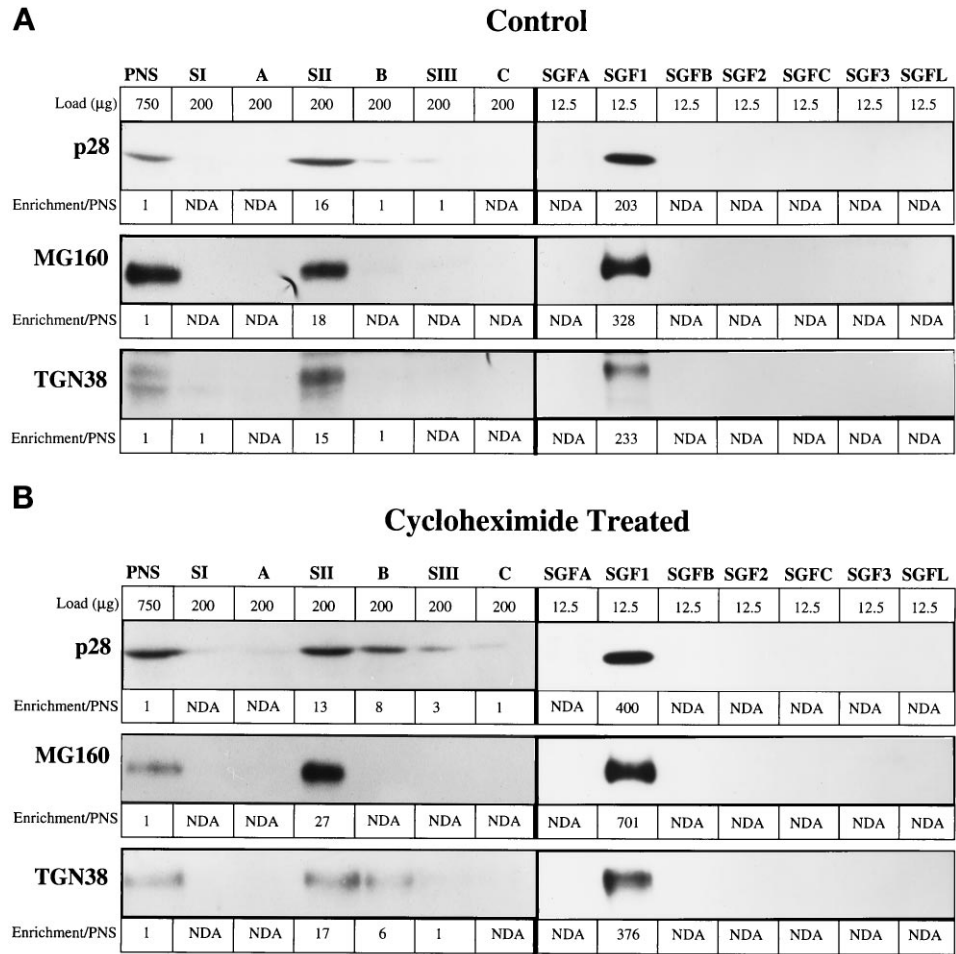 A
Control
PNS SI A SII B SIII C SGFA SGF1 SGFB SGF2 SGFC SGF3 SGFL
Load (μg) 750 200 200 200 200 200 200 12.5 12.5 12.5 12.5 12.5 12.5 12.5
p28
Enrichment/PNS 1 NDA NDA 16 1 1 NDA NDA 203 NDA NDA NDA NDA NDA
MG160
Enrichment/PNS 1 NDA NDA 18 NDA NDA NDA NDA 328 NDA NDA NDA NDA NDA
TGN38
Enrichment/PNS 1 1 NDA 15 1 NDA NDA NDA 233 NDA NDA NDA NDA NDA
B
Cycloheximide Treated
PNS SI A SII B SIII C SGFA SGF1 SGFB SGF2 SGFC SGF3 SGFL
Load (μg) 750 200 200 200 200 200 200 12.5 12.5 12.5 12.5 12.5 12.5 12.5
p28
Enrichment/PNS 1 NDA NDA 13 8 3 1 NDA 400 NDA NDA NDA NDA NDA
MG160
Enrichment/PNS 1 NDA NDA 27 NDA NDA NDA NDA 701 NDA NDA NDA NDA NDA
TGN38
Enrichment/PNS 1 NDA NDA 17 6 1 NDA NDA 376 NDA NDA NDA NDA NDA